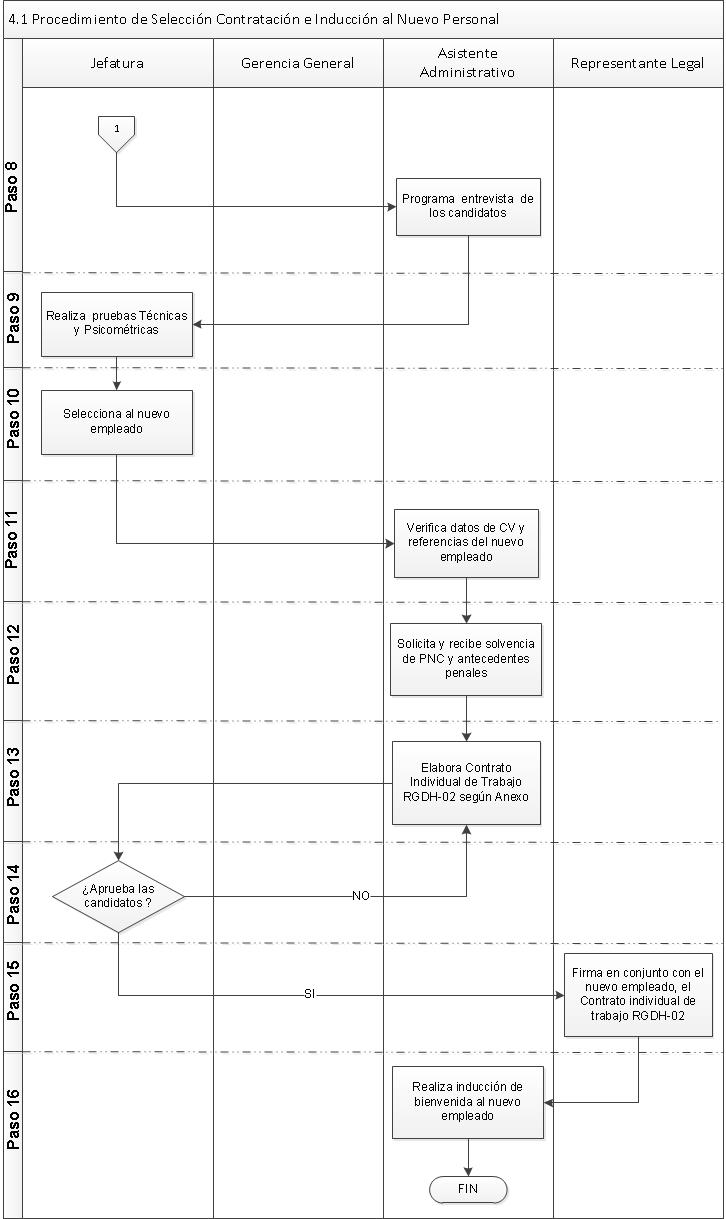 4.1 Procedimiento de Selección Contratación e Inducción al Nuevo Personal
Jefatura
Gerencia General
Asistente
Administrativo
Representante Legal
Paso 8
1
Programa entrevista de
los candidatos
Paso 9
Realiza pruebas Técnicas
y Psicométricas
Paso 10
Selecciona al nuevo
empleado
Paso 11
Verifica datos de CV y
referencias del nuevo
empleado
Paso 12
Solicita y recibe solvencia
de PNC y antecedentes
penales
Paso 13
Elabora Contrato
Individual de Trabajo
RGDH-02 según Anexo
Paso 14
¿Aprueba las
candidatos ?
NO
Paso 15
SI
Firma en conjunto con el
nuevo empleado, el
Contrato individual de
trabajo RGDH-02
Paso 16
Realiza inducción de
bienvenida al nuevo
empleado
FIN